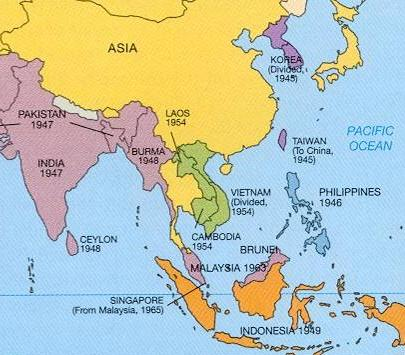 ASIA
KOREA
(Divided,
1945)
PAKISTAN
1947
LAOS
1954
TAIWAN
(To China,
1945)
PACIFIC
OCEAN
BURMA
1948
INDIA
1947
VIETNAM
(Divided,
1954)
PHILIPPINES
1946
CEYLON
1948
CAMBODIA
1954
BRUNEI
MALAYSIA 1963
SINGAPORE
(From Malaysia, 1965)
INDONESIA 1949